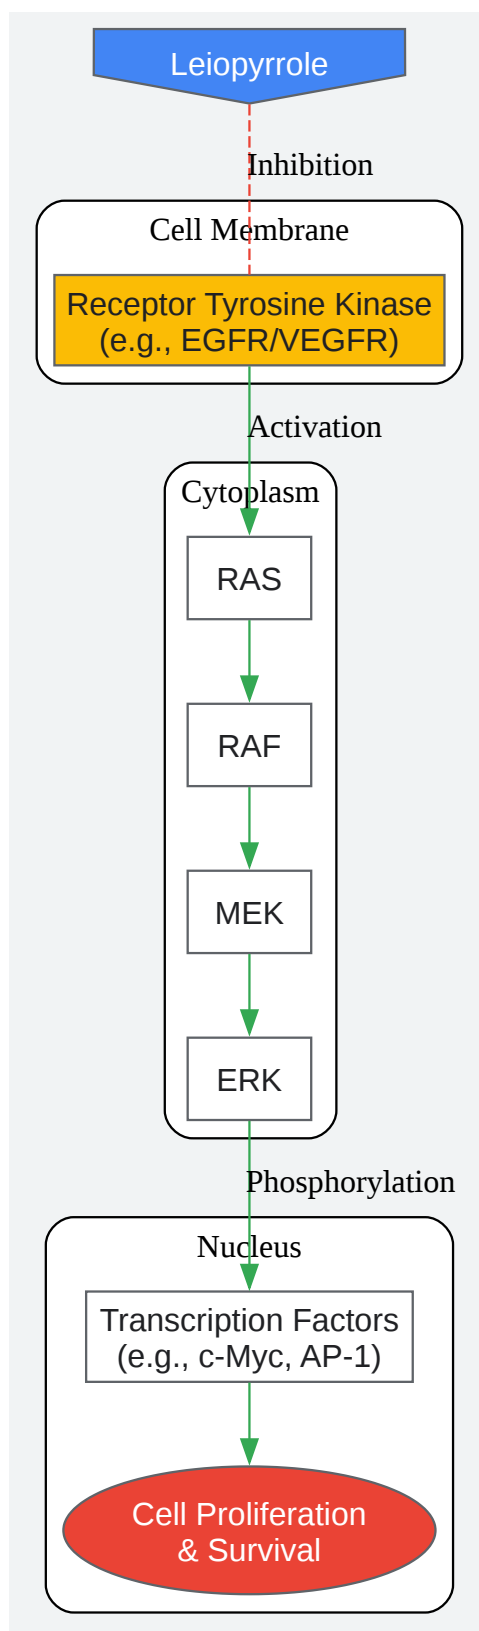 Leiopyrrole
Inhibition
Cell Membrane
Receptor Tyrosine Kinase
(e.g., EGFR/VEGFR)
Activation
Cytoplasm
RAS
RAF
MEK
ERK
Phosphorylation
Nucleus
Transcription Factors
(e.g., c-Myc, AP-1)
Cell Proliferation
& Survival